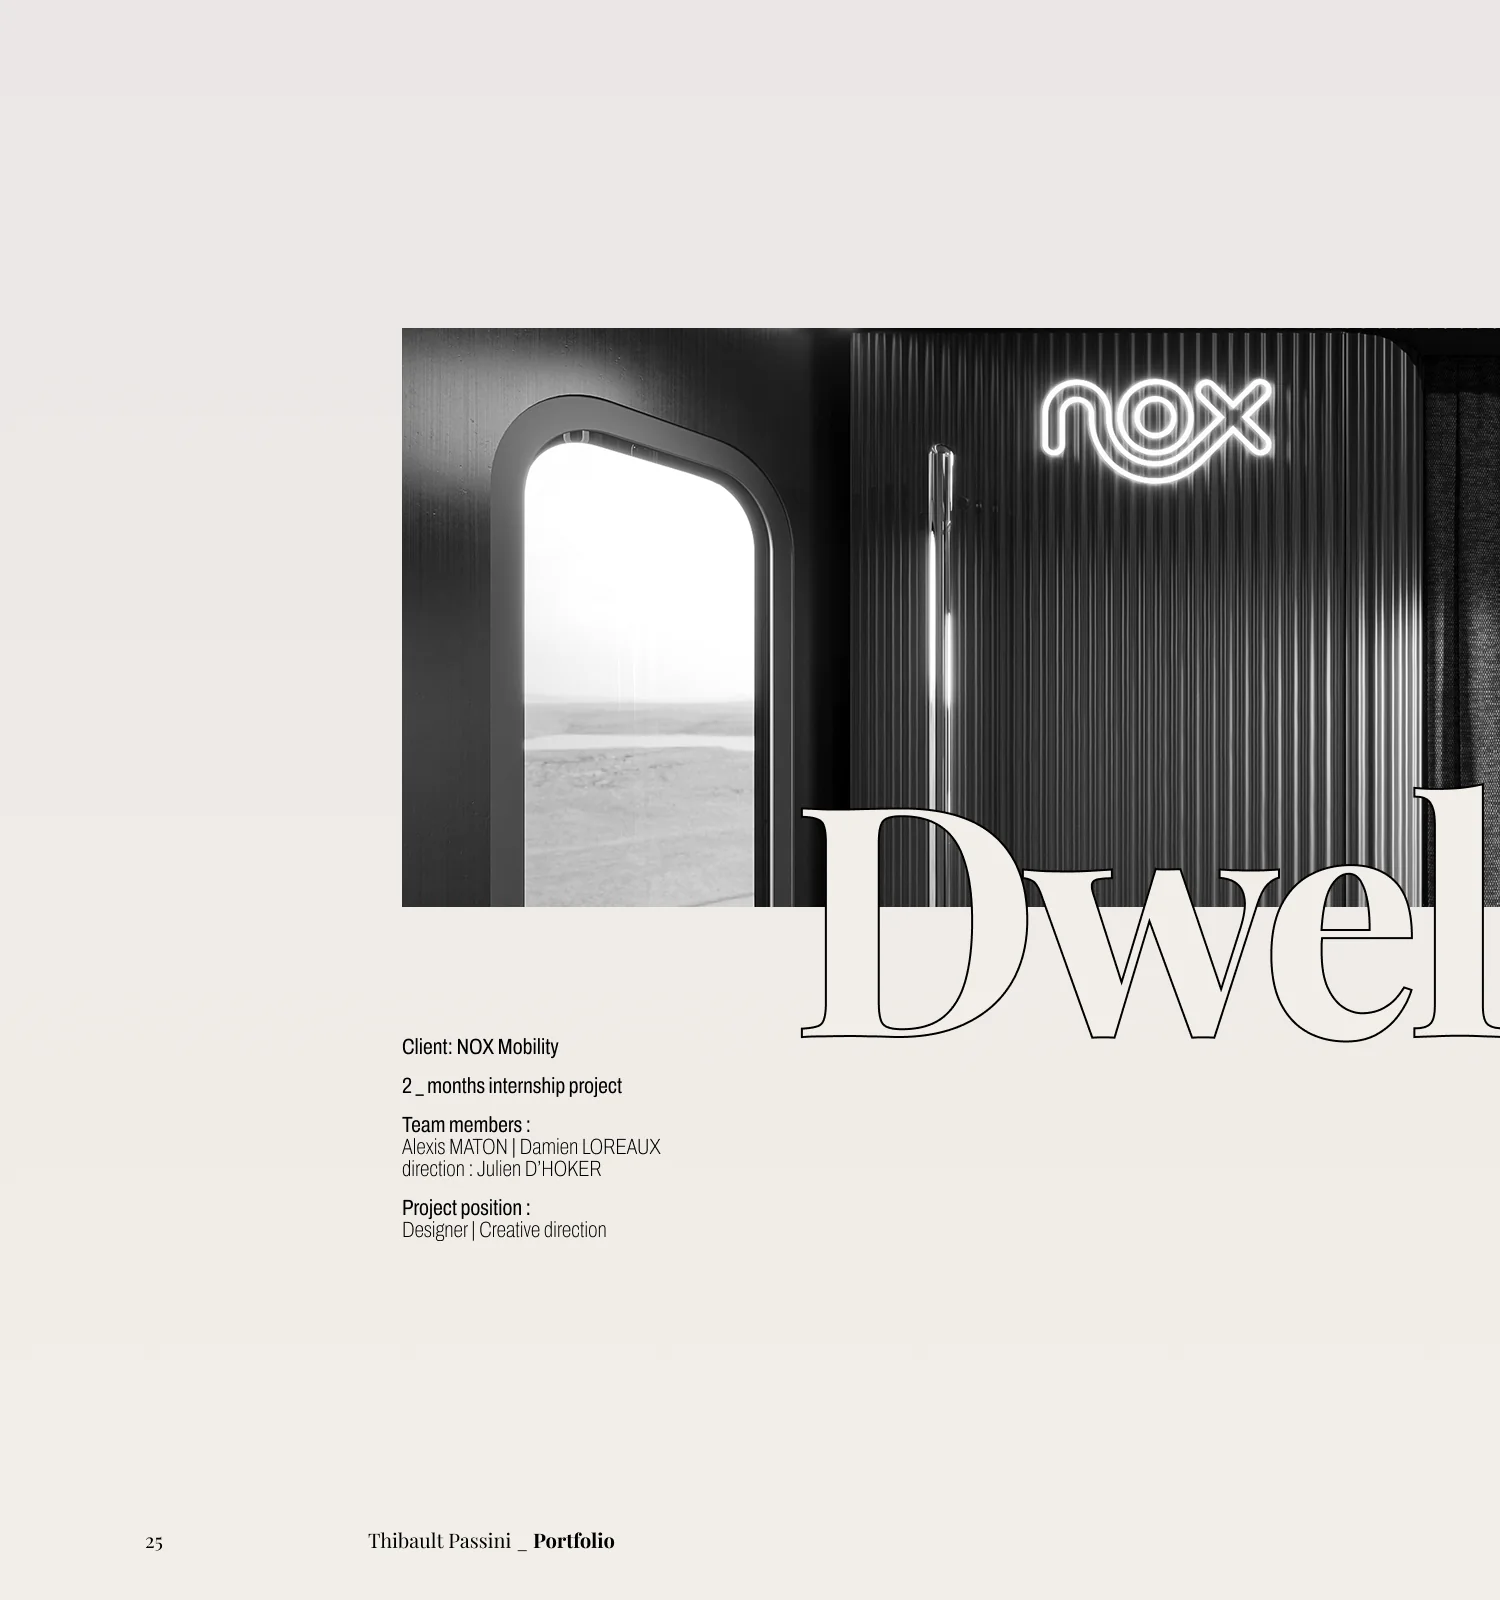 nox
Dwel
Client: NOX Mobility
2 _ months internship project
Team members :
Alexis MATON | Damien LOREAUX
direction : Julien D'HOKER
Project position :
Designer | Creative direction
25
Thibault Passini _ Portfolio